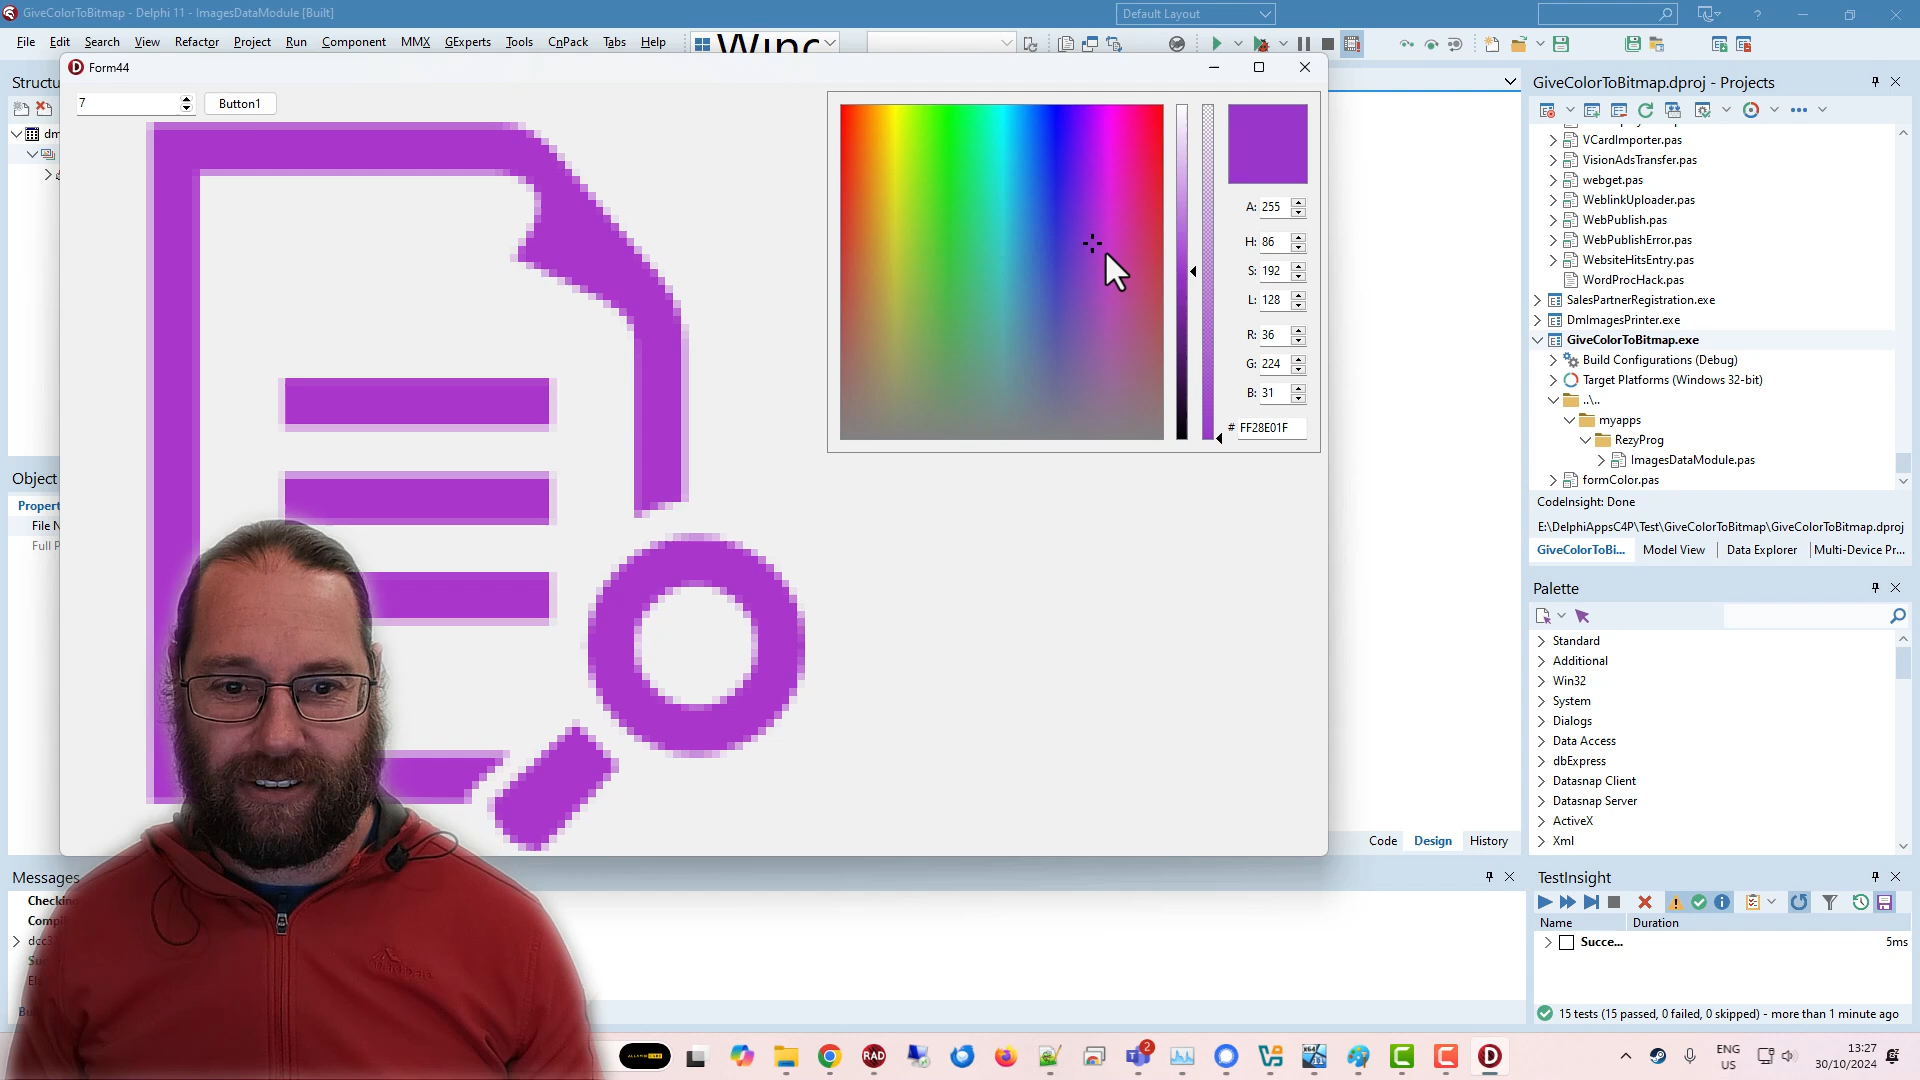 GiveColorToBitmap - Delphi 11 - ImagesDataModule [Built]
Default Layout
File Edit Search View Refactor Project Run Component MMX GExperts Tools CnPack Tabs Help
Form44
7
Button1
A: 255
H: 86
S: 192
L: 128
R: 36
G: 224
B: 31
# FF28E01F
Object
Code Design History
Messages
GiveColorToBitmap.dproj - Projects
VCardImporter.pas
VisionAdsTransfer.pas
webget.pas
WeblinkUploader.pas
WebPublish.pas
WebPublishError.pas
WebsiteHitsEntry.pas
WordProcHack.pas
SalesPartnerRegistration.exe
DmImagesPrinter.exe
GiveColorToBitmap.exe
Build Configurations (Debug)
Target Platforms (Windows 32-bit)
..\..
myapps
RezyProg
ImagesDataModule.pas
formColor.pas
CodeInsight: Done
E:\DelphiAppsC4P\Test\GiveColorToBitmap\GiveColorToBitmap.dproj
GiveColorToBi... Model View Data Explorer Multi-Device Pr...
Palette
Standard
Additional
Win32
System
Dialogs
Data Access
dbExpress
Datasnap Client
Datasnap Server
ActiveX
Xml
TestInsight
Name Duration
Succe... 5ms
15 tests (15 passed, 0 failed, 0 skipped) - more than 1 minute ago
RAD
2
ENG
US
13:27
30/10/2024